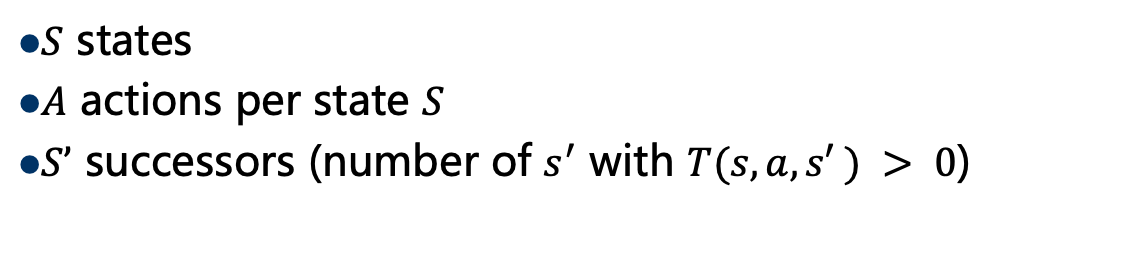 •S states
•A actions per state S
•S’ successors (number of s′ with T(s, a, s′ ) > 0)